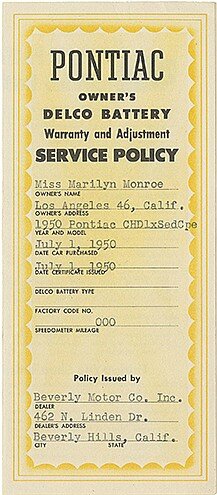 PONTIAC
OWNER'S
DELCO BATTERY
Warranty and Adjustment
SERVICE POLICY
Miss Marilyn Monroe
OWNER'S NAME
Los Angeles 46, Calif.
OWNER'S ADDRESS
1950 Pontiac CHDlxSedCpe
YEAR AND MODEL
July 1, 1950
DATE CAR PURCHASED
July 1, 1950
DATE CERTIFICATE ISSUED
DELCO BATTERY TYPE
FACTORY CODE NO.
000
SPEEDOMETER MILEAGE
Policy Issued by
Beverly Motor Co. Inc.
DEALER
462 N. Linden Dr.
DEALER'S ADDRESS
Beverly Hills, Calif.
CITY STATE